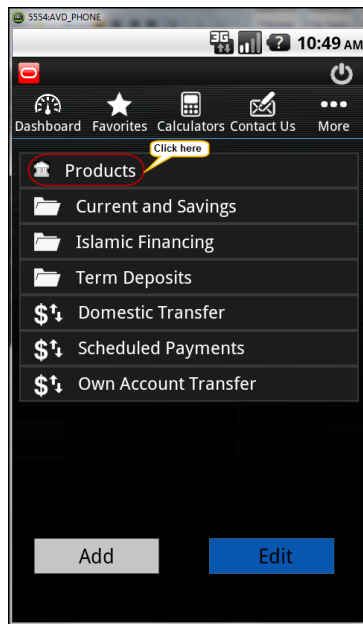 5554:AVD_PHONE
3G 10:49 AM
Dashboard Favorites Calculators Contact Us More
Click here
Products
Current and Savings
Islamic Financing
Term Deposits
$ Domestic Transfer
$ Scheduled Payments
$ Own Account Transfer
Add Edit